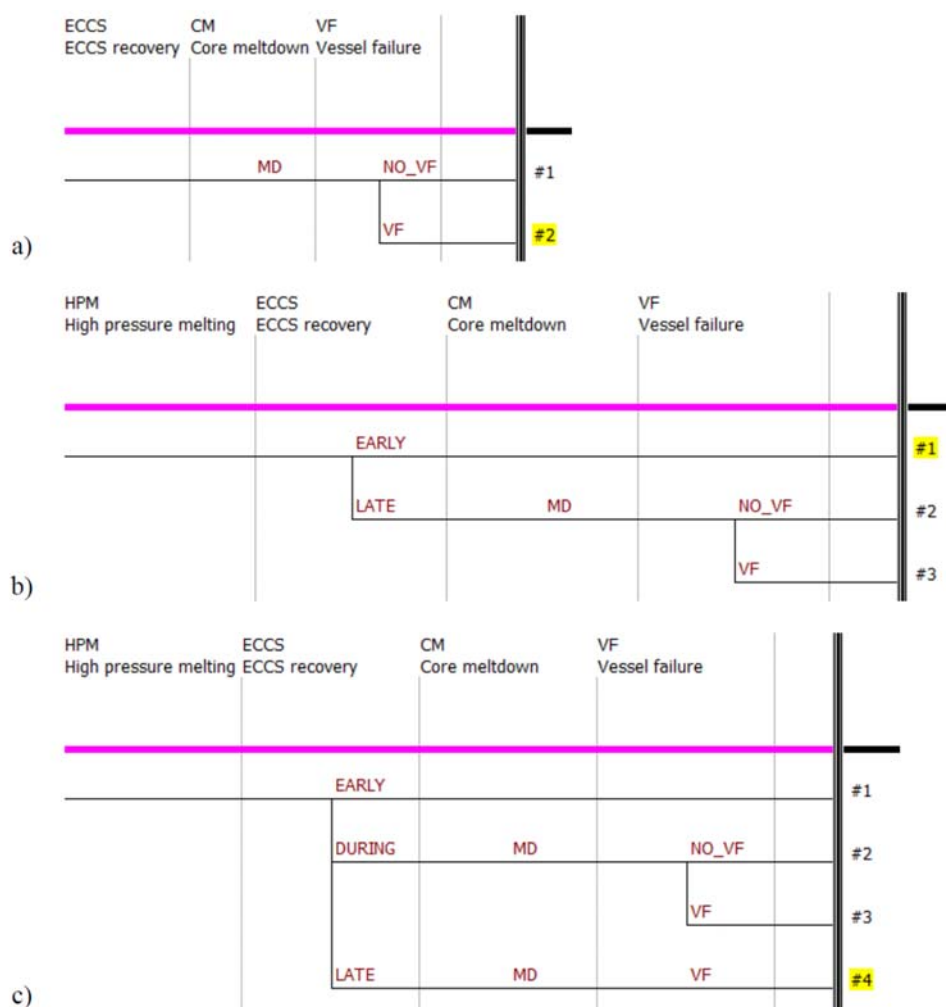 ECCS CM VF
ECCS recovery Core meltdown Vessel failure
MD NO_VF #1
VF #2
a)
HPM ECCS CM VF
High pressure melting ECCS recovery Core meltdown Vessel failure
EARLY #1
LATE MD NO_VF #2
VF #3
b)
HPM ECCS CM VF
High pressure melting ECCS recovery Core meltdown Vessel failure
EARLY #1
DURING MD NO_VF #2
VF #3
LATE MD VF #4
c)